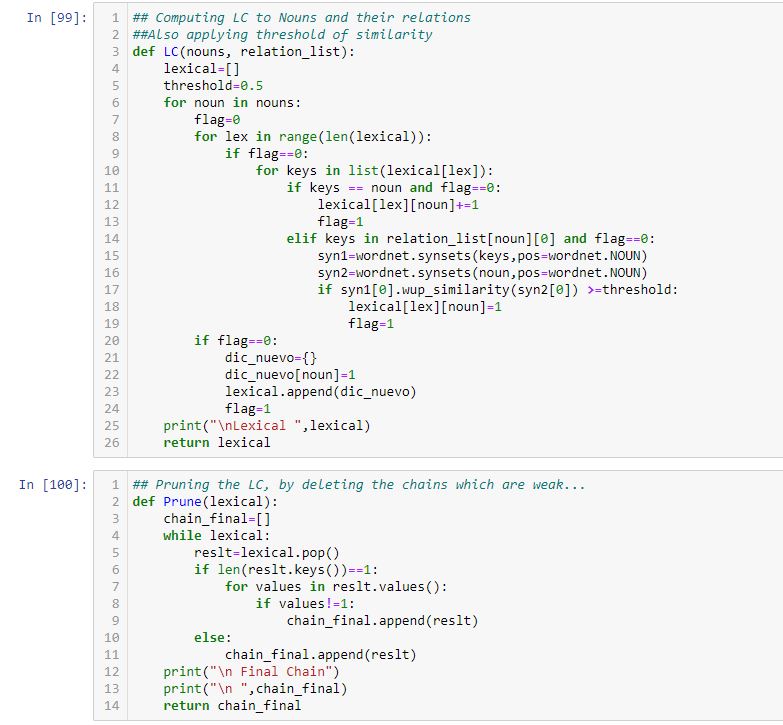 In [99]:
1 ## Computing LC to Nouns and their relations
2 ##Also applying threshold of similarity
3 def LC(nouns, relation_list):
4     lexical=[]
5     threshold=0.5
6     for noun in nouns:
7         flag=0
8         for lex in range(len(lexical)):
9             if flag==0:
10                 for keys in list(lexical[lex]):
11                     if keys == noun and flag==0:
12                         lexical[lex][noun]+=1
13                         flag=1
14                     elif keys in relation_list[noun][0] and flag==0:
15                         syn1=wordnet.synsets(keys,pos=wordnet.NOUN)
16                         syn2=wordnet.synsets(noun,pos=wordnet.NOUN)
17                         if syn1[0].wup_similarity(syn2[0]) >=threshold:
18                             lexical[lex][noun]=1
19                             flag=1
20         if flag==0:
21             dic_nuevo={}
22             dic_nuevo[noun]=1
23             lexical.append(dic_nuevo)
24             flag=1
25     print("\nLexical ",lexical)
26     return lexical
In [100]:
1 ## Pruning the LC, by deleting the chains which are weak...
2 def Prune(lexical):
3     chain_final=[]
4     while lexical:
5         reslt=lexical.pop()
6         if len(reslt.keys())==1:
7             for values in reslt.values():
8                 if values!=1:
9                     chain_final.append(reslt)
10         else:
11             chain_final.append(reslt)
12     print("\n Final Chain")
13     print("\n ",chain_final)
14     return chain_final